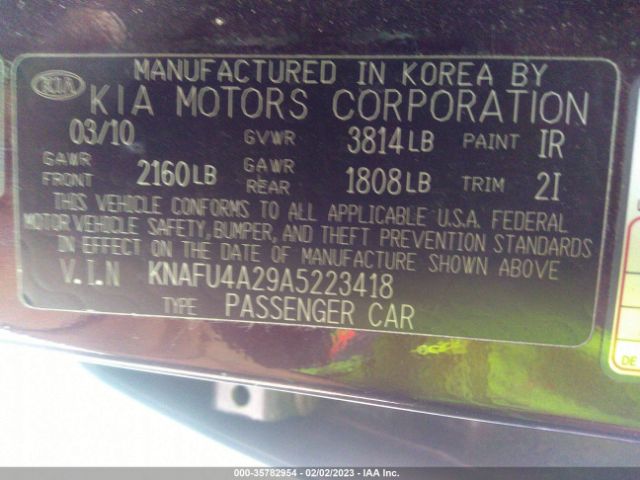 MANUFACTURED IN KOREA BY
KIA KIA MOTORS CORPORATION
03/10 GVWR 3814LB PAINT IR
GAWR FRONT 2160LB GAWR REAR 1808LB TRIM 2I
THIS VEHICLE CONFORMS TO ALL APPLICABLE U.S.A. FEDERAL
MOTOR VEHICLE SAFETY, BUMPER, AND THEFT PREVENTION STANDARDS
IN EFFECT ON THE DATE OF MANUFACTURE SHOWN ABOVE
V.I.N KNAFU4A29A5223418
TYPE PASSENGER CAR
DE
000-35782954 - 02/02/2023 - IAA Inc.